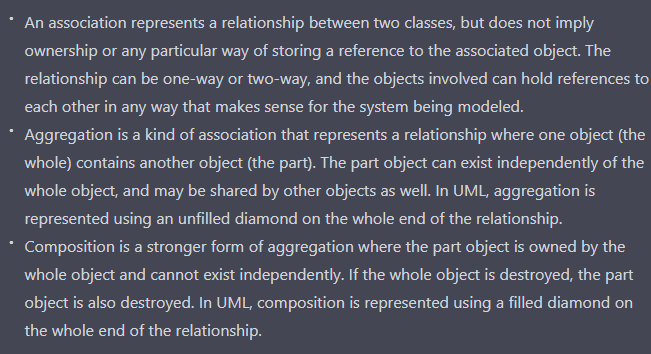 • An association represents a relationship between two classes, but does not imply
ownership or any particular way of storing a reference to the associated object. The
relationship can be one-way or two-way, and the objects involved can hold references to
each other in any way that makes sense for the system being modeled.
• Aggregation is a kind of association that represents a relationship where one object (the
whole) contains another object (the part). The part object can exist independently of the
whole object, and may be shared by other objects as well. In UML, aggregation is
represented using an unfilled diamond on the whole end of the relationship.
• Composition is a stronger form of aggregation where the part object is owned by the
whole object and cannot exist independently. If the whole object is destroyed, the part
object is also destroyed. In UML, composition is represented using a filled diamond on
the whole end of the relationship.